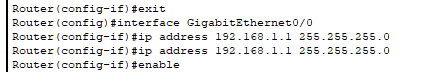 Router(config-if)#exit
Router(config)#interface GigabitEthernet0/0
Router(config-if)#ip address 192.168.1.1 255.255.255.0
Router(config-if)#ip address 192.168.1.1 255.255.255.0
Router(config-if)#enable